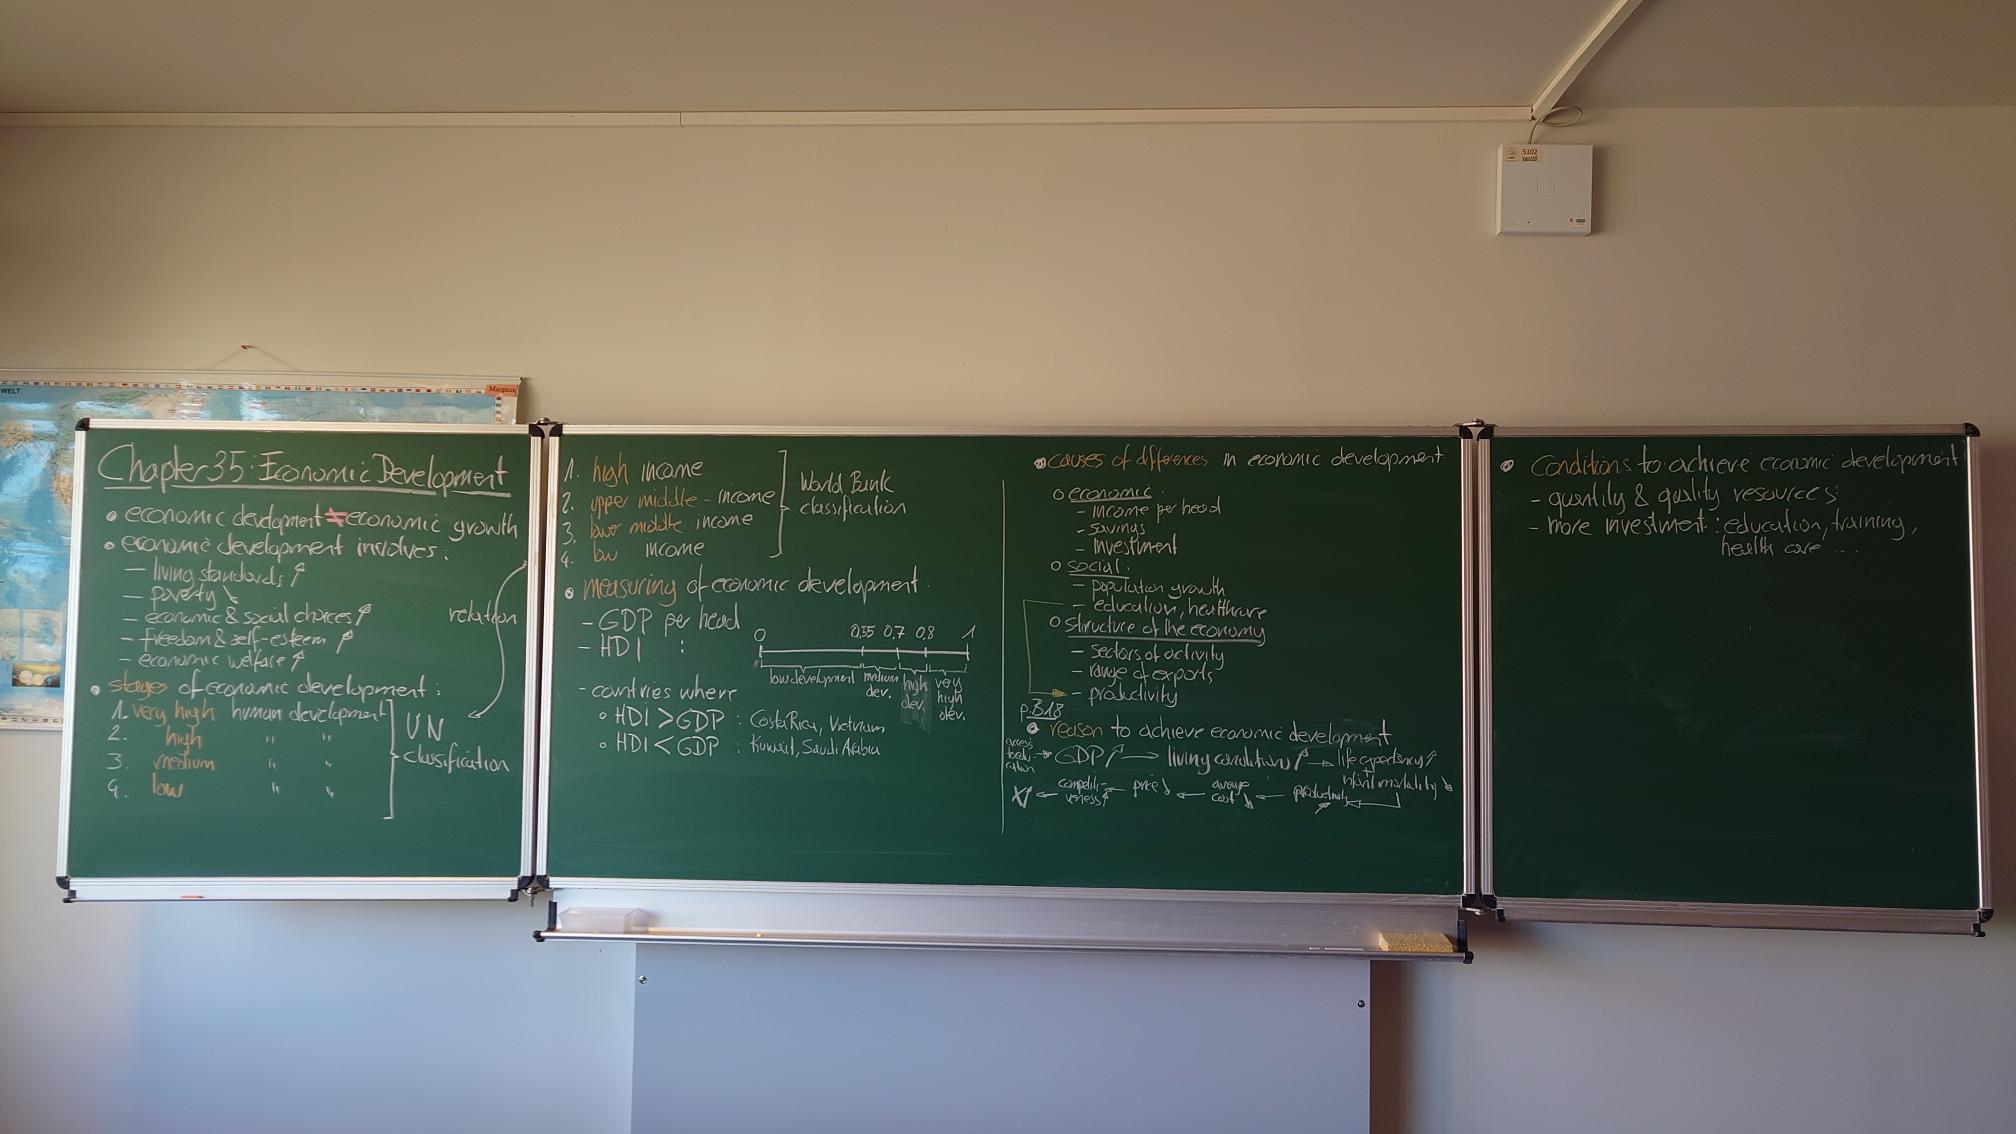 WELT
5102
Chapter 35: Economic Development
• economic development ≠ economic growth
• economic development involves:
– living standards ↑
– poverty ↘
– economic & social choices ↑
– freedom & self-esteem ↑
– economic welfare ↑
relation
• stages of economic development:
1. very high human development
2. high " "
3. medium " "
4. low " "
UN
classification
1. high income
2. upper middle - income
3. lower middle income
4. low income
World Bank
classification
• measuring of economic development:
– GDP per head
– HDI :
0 0,55 0,7 0,8 1
low development
medium dev.
high dev.
very high dev.
– countries where
• HDI > GDP : Costa Rica, Vietnam
• HDI < GDP : Kuwait, Saudi Arabia
• causes of differences in economic development
o economic:
– income per head
– savings
– investment
o social:
– population growth
– education, healthcare
o structure of the economy
– sectors of activity
– range of exports
– productivity
p. 318
• reason to achieve economic development
access to edu-cation → GDP ↑ → living conditions ↑ → life expectancy ↑
+ infant mortality ↘
X ↑ ← competiti-veness ↑ ← price ↓ ← average cost ↘ ← productivity ↗ ←
• Conditions to achieve economic development
– quantity & quality resources
– more investment: education, training,
health care ....